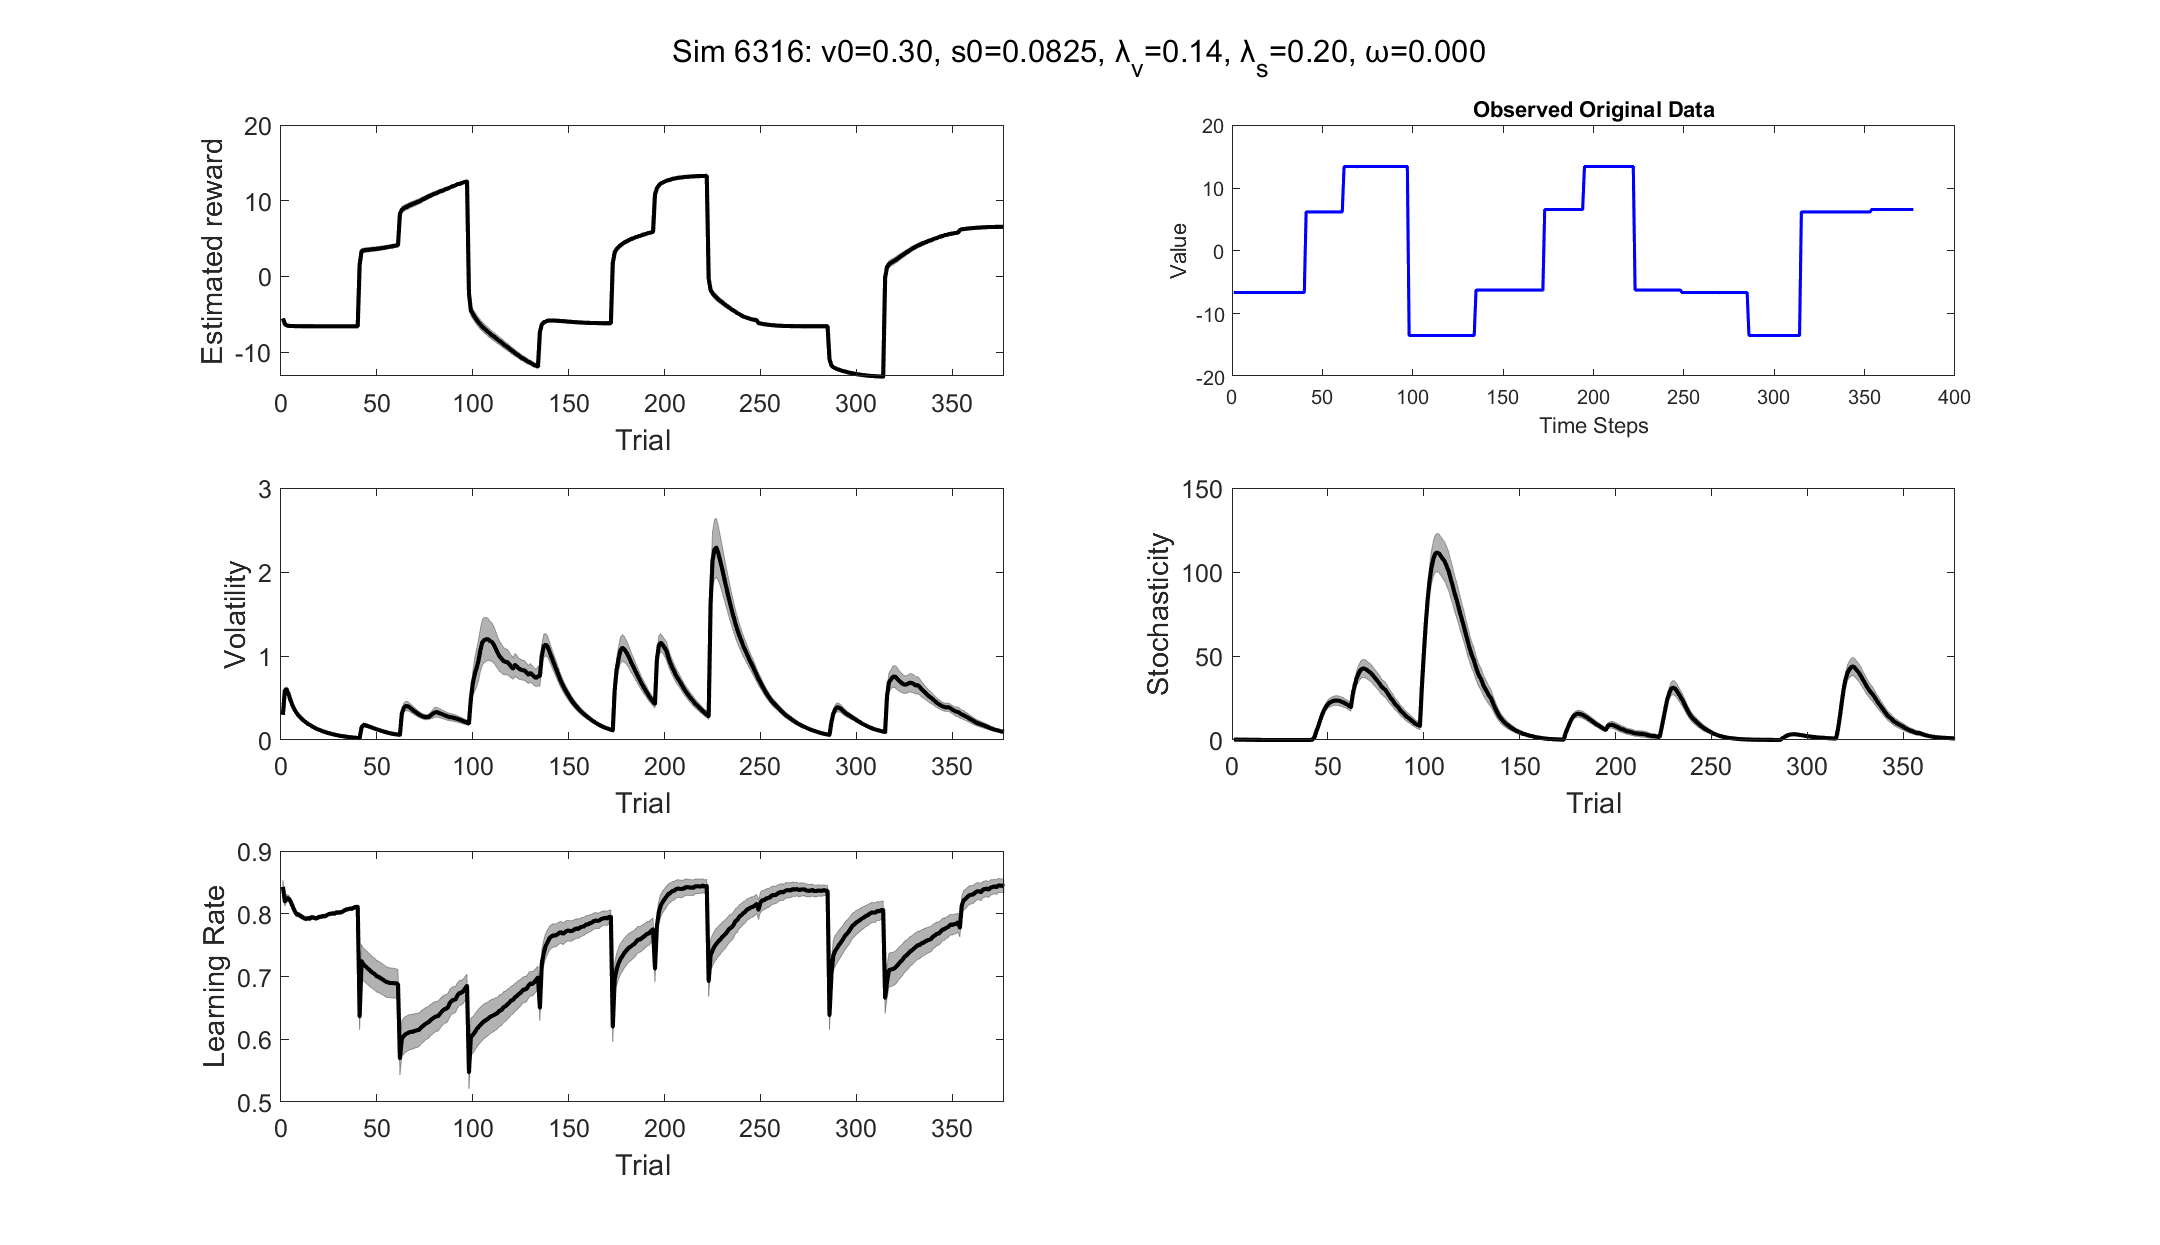 Sim 6316: v0=0.30, s0=0.0825, λ_v=0.14, λ_s=0.20, ω=0.000
20
10
0
-10
Estimated reward
0 50 100 150 200 250 300 350
Trial
Observed Original Data
20
10
0
-10
-20
Value
0 50 100 150 200 250 300 350 400
Time Steps
3
2
1
0
Volatility
0 50 100 150 200 250 300 350
Trial
150
100
50
0
Stochasticity
0 50 100 150 200 250 300 350
Trial
0.9
0.8
0.7
0.6
0.5
Learning Rate
0 50 100 150 200 250 300 350
Trial